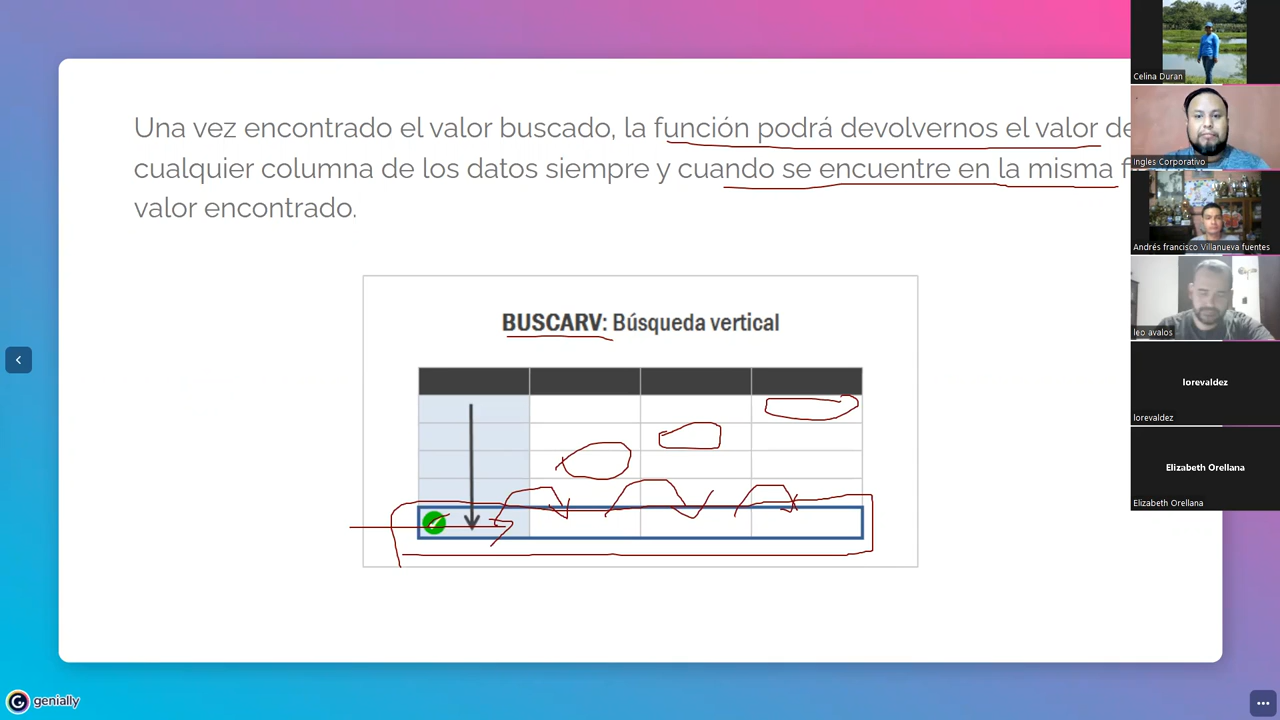 Una vez encontrado el valor buscado, la función podrá devolvernos el valor de
cualquier columna de los datos siempre y cuando se encuentre en la misma
valor encontrado.
BUSCARV: Búsqueda vertical
Celina Duran
Ingles Corporativo
Andrés francisco Villanueva fuentes
leo avalos
lorevaldez
lorevaldez
Elizabeth Orellana
Elizabeth Orellana
genially